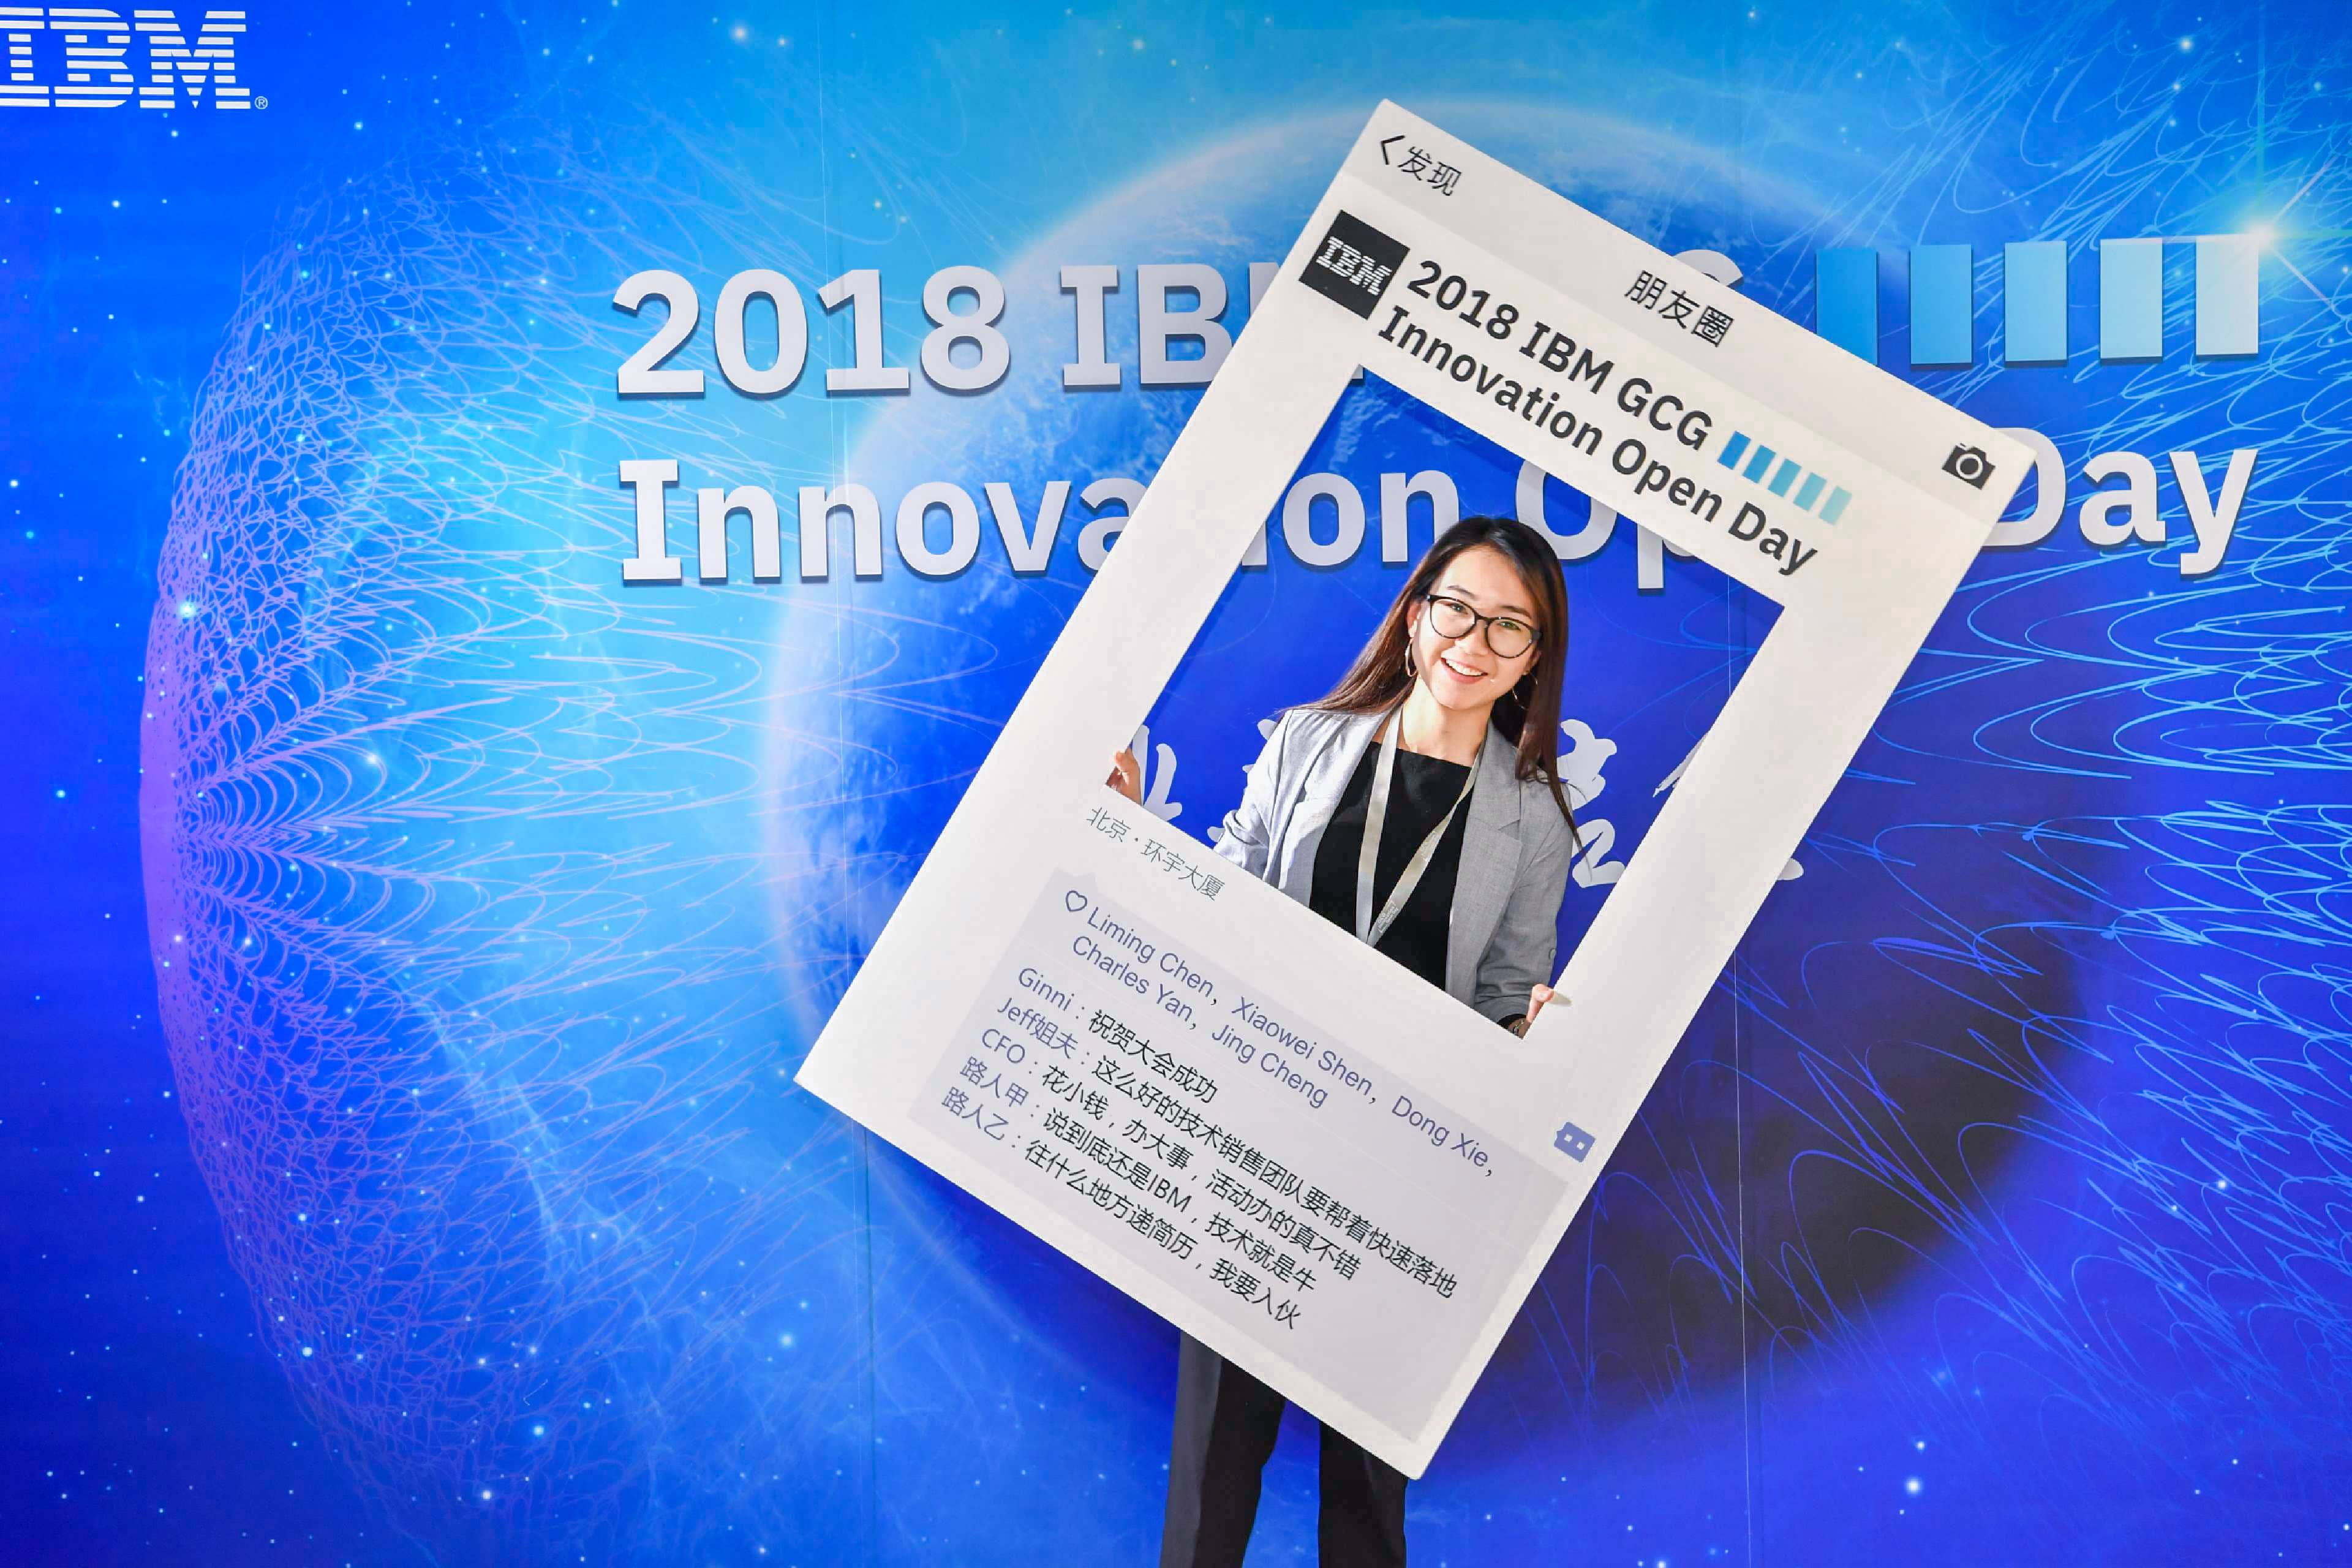 IBM®
2018 IB
Innova ion Op Day
发现
朋友圈
IBM
2018 IBM GCG
Innovation Open Day
北京·环宇大厦
Liming Chen，Xiaowei Shen，Dong Xie，
Charles Yan，Jing Cheng
Ginni：祝贺大会成功
Jeff姐夫：这么好的技术销售团队要帮着快速落地
CFO：花小钱，办大事，活动办的真不错
路人甲：说到底还是IBM，技术就是牛
路人乙：往什么地方递简历，我要入伙